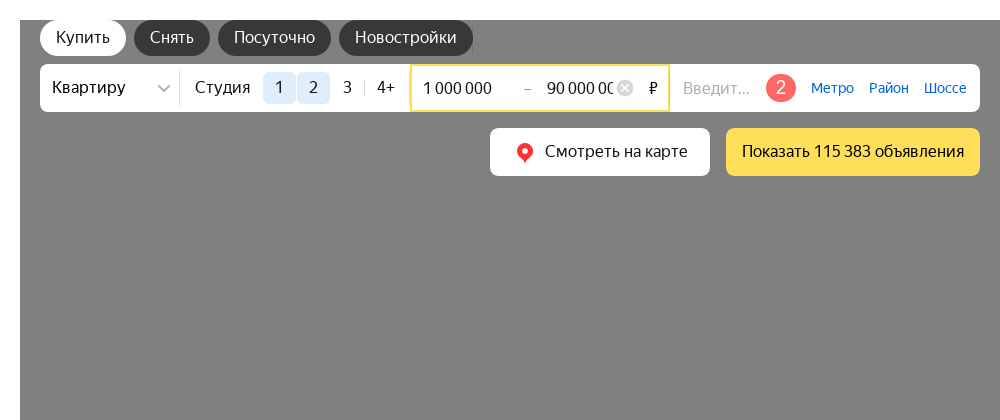 Купить Снять Посуточно Новостройки
Квартиру Студия 1 2 3 4+ 1 000 000 – 90 000 00 ₽ Введит... 2 Метро Район Шоссе
Смотреть на карте Показать 115 383 объявления